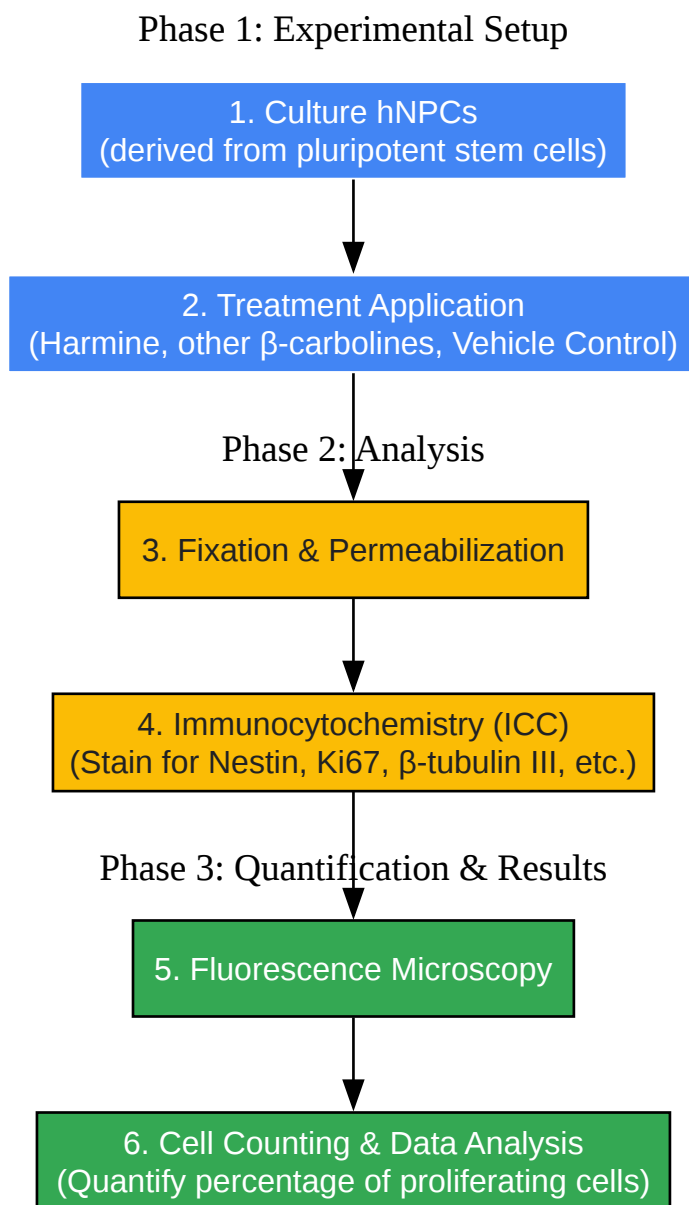 Phase 1: Experimental Setup
1. Culture hNPCs
(derived from pluripotent stem cells)
2. Treatment Application
(Harmine, other β-carbolines, Vehicle Control)
Phase 2: Analysis
3. Fixation & Permeabilization
4. Immunocytochemistry (ICC)
(Stain for Nestin, Ki67, β-tubulin III, etc.)
Phase 3: Quantification & Results
5. Fluorescence Microscopy
6. Cell Counting & Data Analysis
(Quantify percentage of proliferating cells)